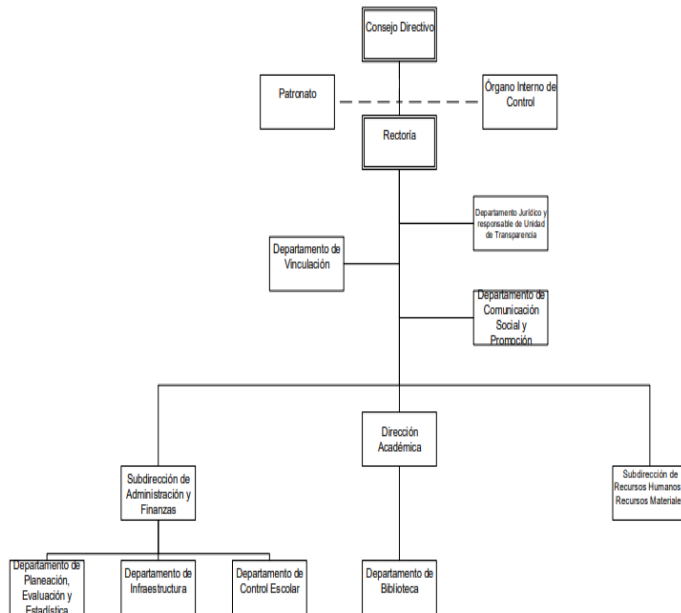 Consejo Directivo
Patronato
Órgano Interno de
Control
Rectoría
Departamento Jurídico y
responsable de Unidad
de Transparencia
Departamento de
Vinculación
Departamento de
Comunicación
Social y
Promoción
Dirección
Académica
Subdirección de
Administración y
Finanzas
Subdirección de
Recursos Humanos
Recursos Materiale
Departamento de
Planeación,
Evaluación y
Estadística
Departamento de
Infraestructura
Departamento de
Control Escolar
Departamento de
Biblioteca